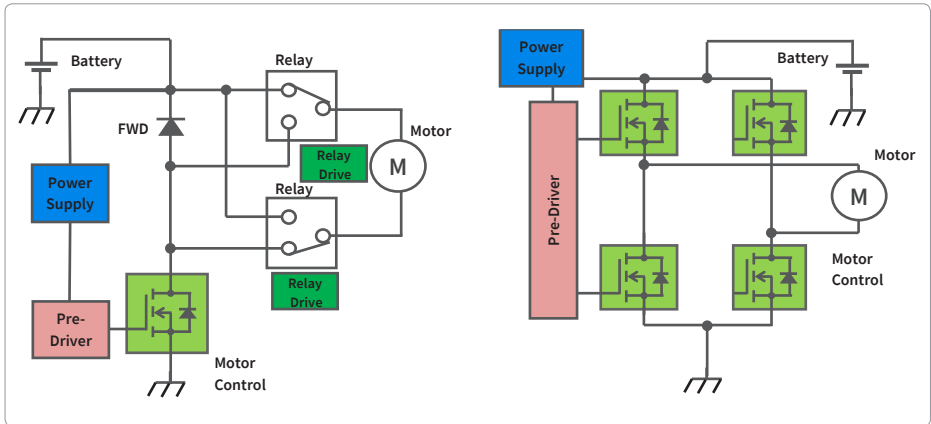 Battery
FWD
Power
Supply
Pre-
Driver
Motor
Control
Relay
Relay
Drive
Relay
Relay
Drive
Motor
M
Power
Supply
Pre-Driver
Battery
Motor
M
Motor
Control